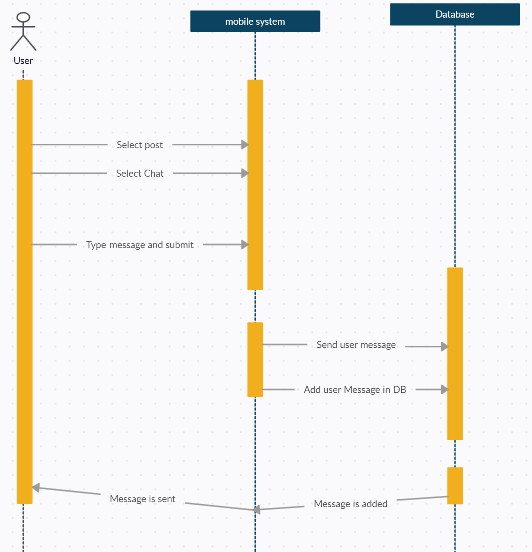 User
mobile system
Database
Select post
Select Chat
Type message and submit
Send user message
Add user Message in DB
Message is sent
Message is added